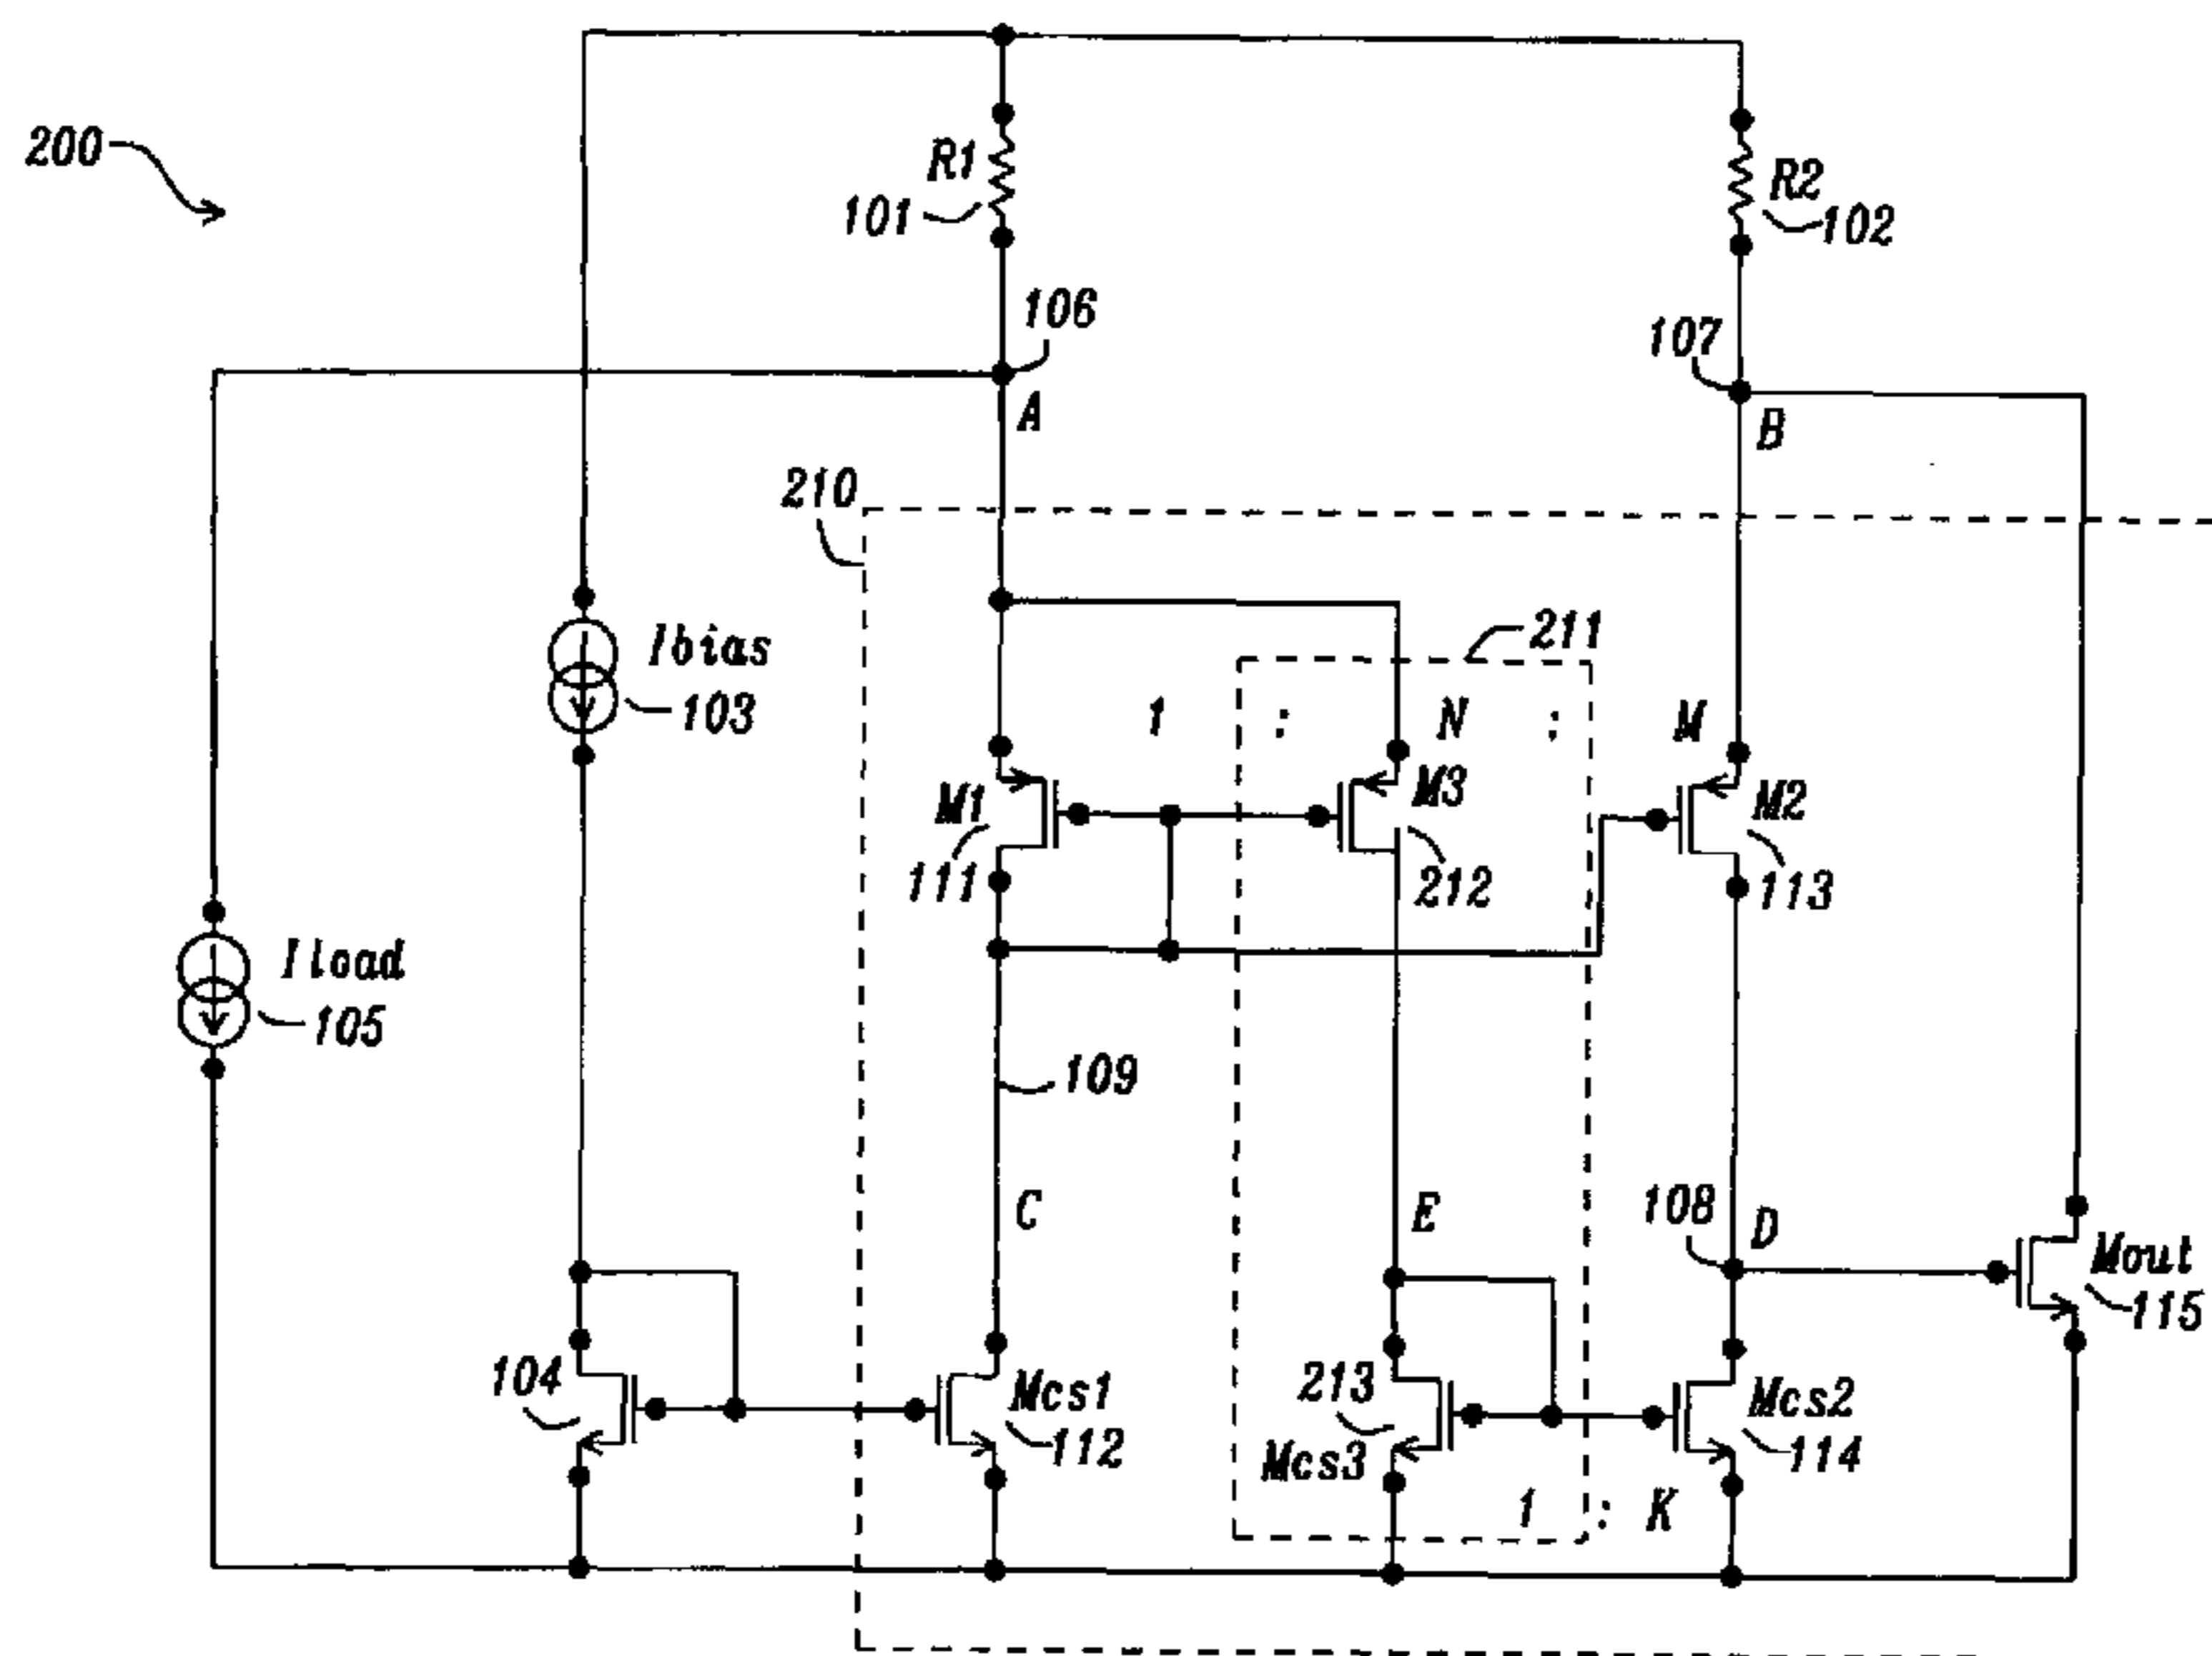 200
R1
101
R2
102
106
A
107
B
210
211
Ibias
103
1 : N : M
M1
111
M3
212
M2
113
Iload
105
109
C
E
108
D
Mout
115
104
Mcs1
112
213
Mcs3
Mcs2
114
1 : K